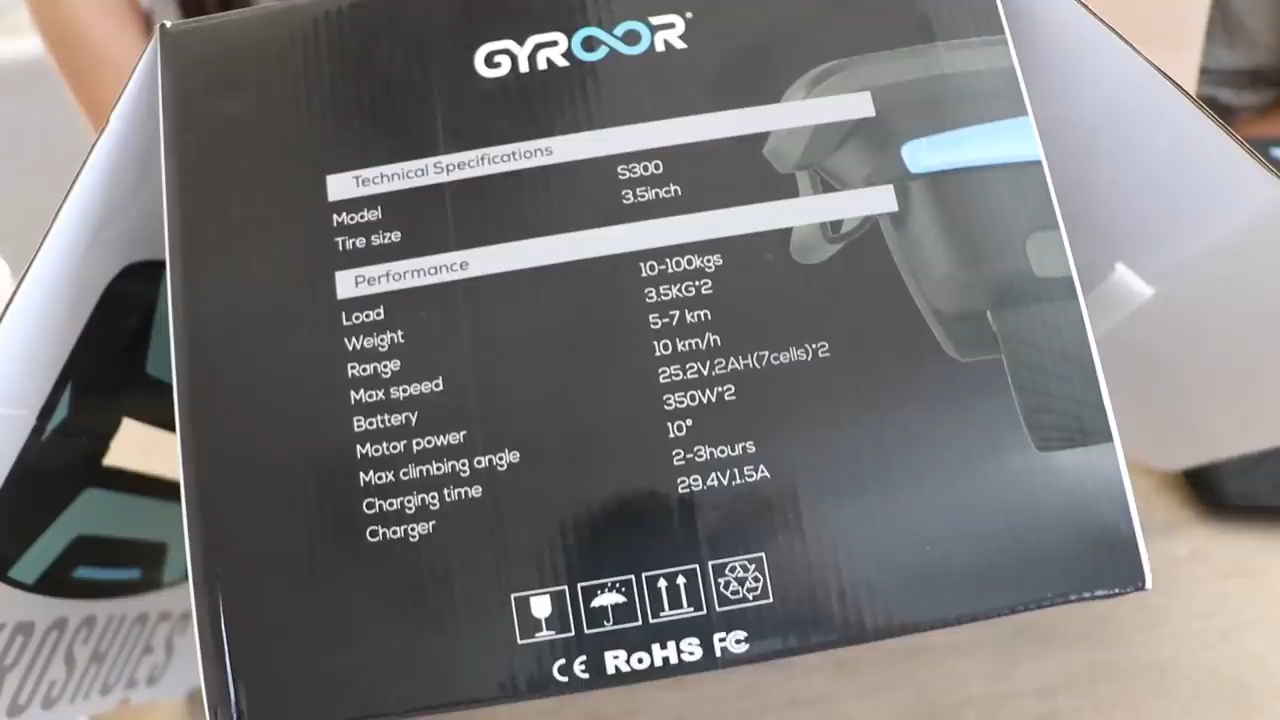 GYROOR
Technical Specifications
Model S300
Tire size 3.5inch
Performance
Load 10-100kgs
Weight 3.5KG*2
Range 5-7 km
Max speed 10 km/h
Battery 25.2V,2AH(7cells)*2
Motor power 350W*2
Max climbing angle 10°
Charging time 2-3hours
Charger 29.4V,1.5A
CE RoHS FC
ROSHOES